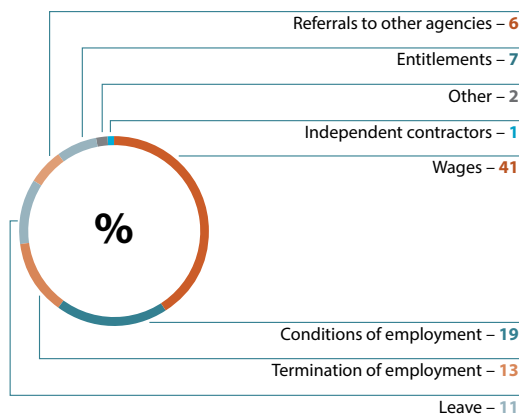 Referrals to other agencies – 6
Entitlements – 7
Other – 2
Independent contractors – 1
Wages – 41
%
Conditions of employment – 19
Termination of employment – 13
Leave – 11